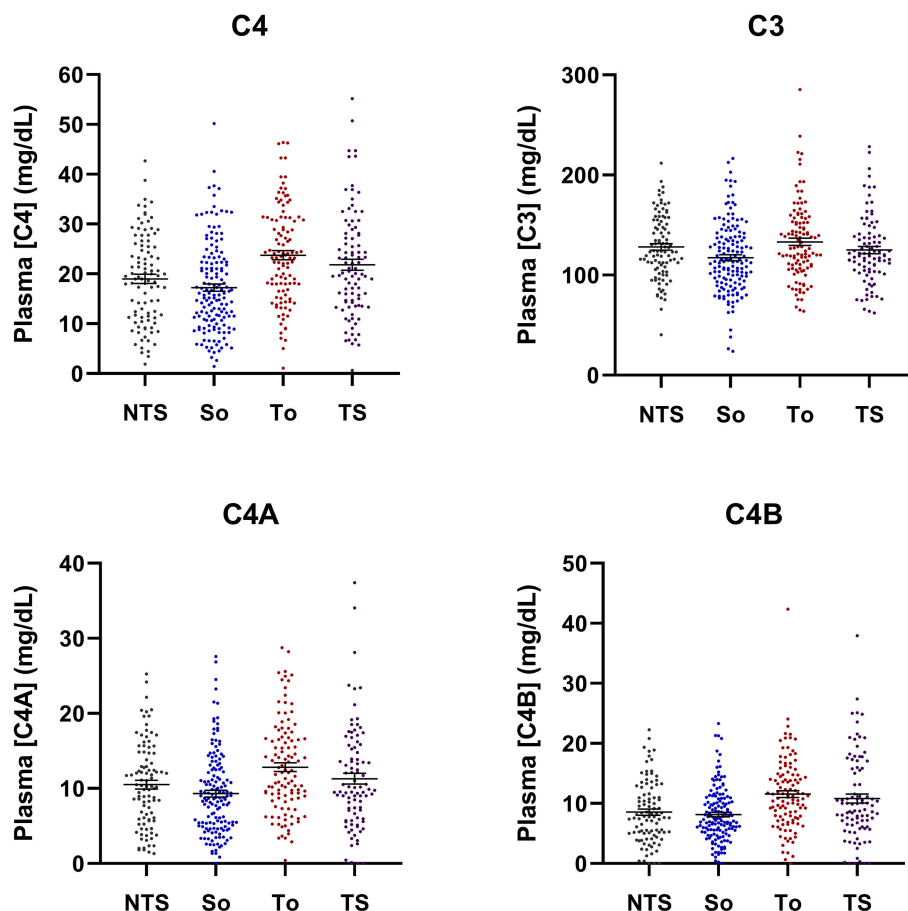 C4
Plasma [C4] (mg/dL)
60
50
40
30
20
10
0
NTS So To TS
C3
Plasma [C3] (mg/dL)
300
200
100
0
NTS So To TS
C4A
Plasma [C4A] (mg/dL)
40
30
20
10
0
NTS So To TS
C4B
Plasma [C4B] (mg/dL)
50
40
30
20
10
0
NTS So To TS